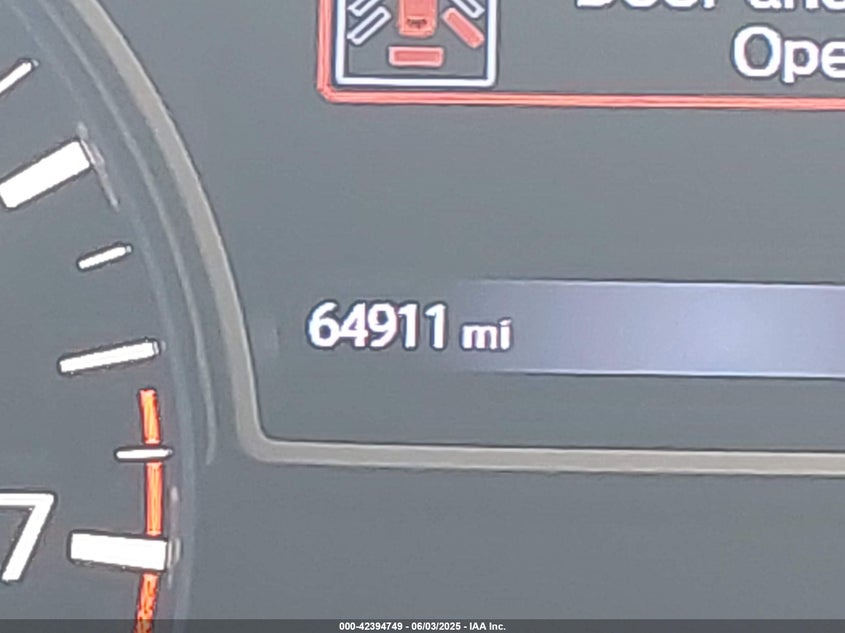 Ope
64911 mi
7
000-42394749 - 06/03/2025 - IAA Inc.